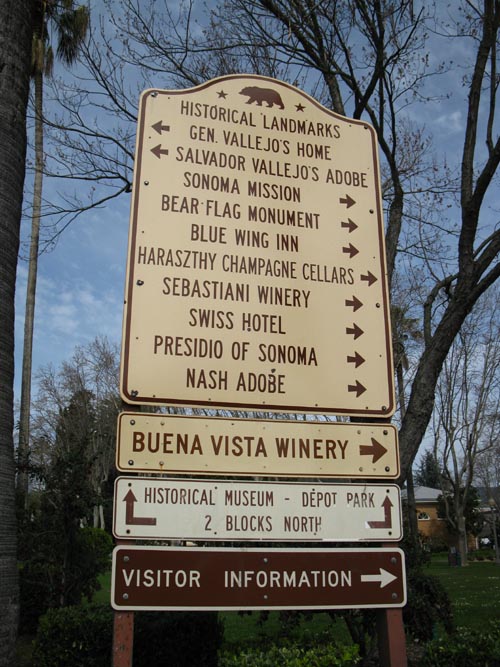 HISTORICAL LANDMARKS
GEN. VALLEJO'S HOME
SALVADOR VALLEJO'S ADOBE
SONOMA MISSION
BEAR FLAG MONUMENT
BLUE WING INN
HARASZTHY CHAMPAGNE CELLARS
SEBASTIANI WINERY
SWISS HOTEL
PRESIDIO OF SONOMA
NASH ADOBE
BUENA VISTA WINERY
HISTORICAL MUSEUM - DÉPOT PARK
2 BLOCKS NORTH
VISITOR INFORMATION